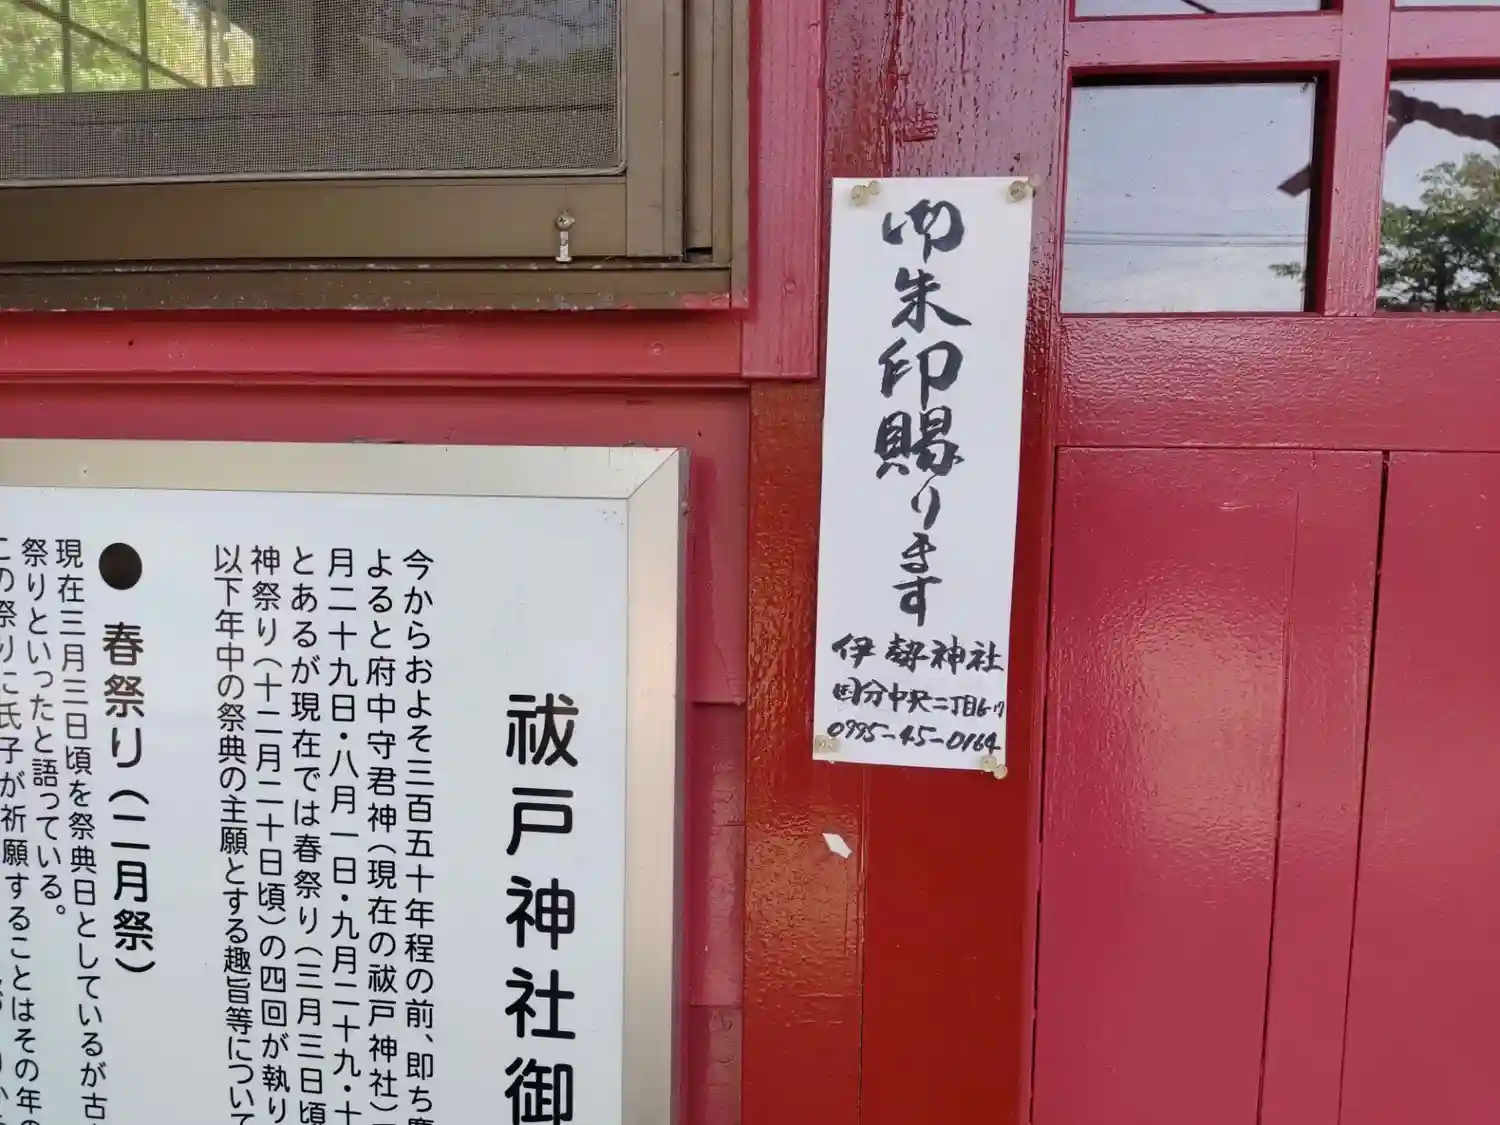 御朱印賜ります
伊勢神社
国分中央二丁目6-17
0995-45-0164
祓戸神社御
今からおよそ三百五十年程の前、即ち
よると府中守君神(現在の祓戸神社)
月二十九日・八月一日・九月二十九・十
とあるが現在では春祭り(三月三日頃
神祭り(十二月二十日頃)の四回が執り
以下年中の祭典の主願とする趣旨等について
●春祭り(二月祭)
現在三月三日頃を祭典日としているが古
祭りといったと語っている。
この祭りに氏子が祈願することはその年の